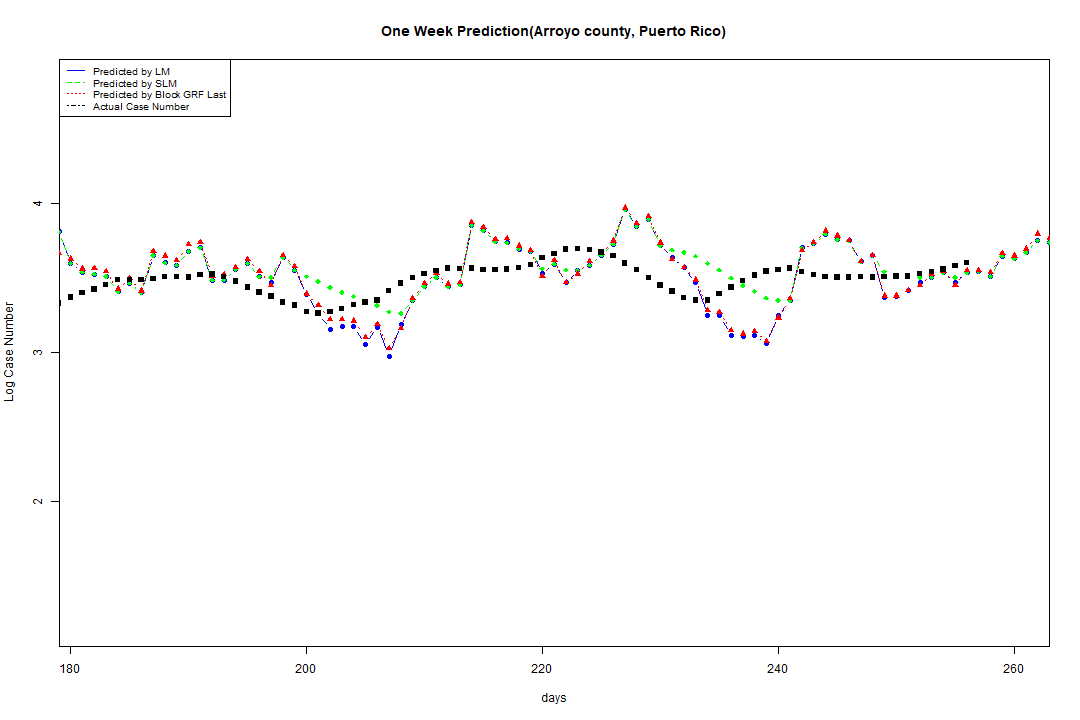 One Week Prediction(Arroyo county, Puerto Rico)
Predicted by LM
Predicted by SLM
Predicted by Block GRF Last
Actual Case Number
4
3
2
Log Case Number
180 200 220 240 260
days